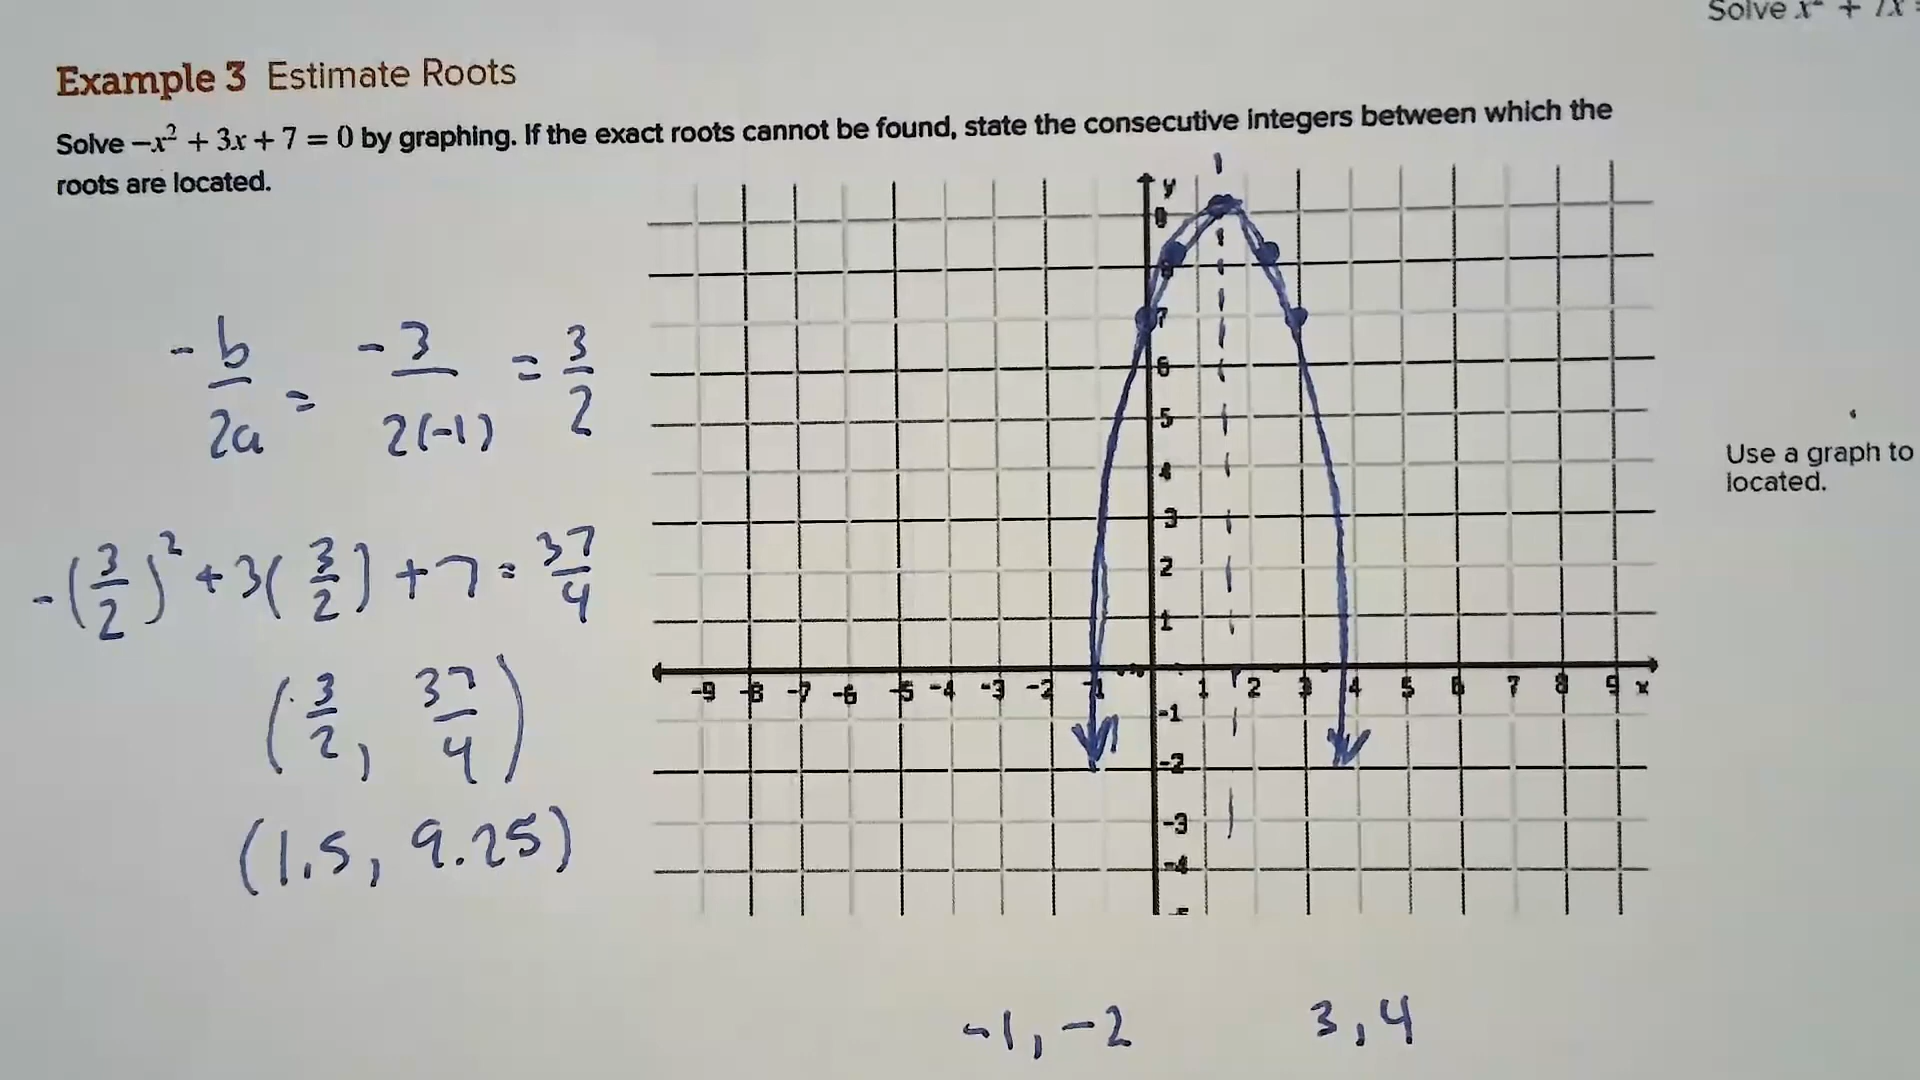 Solve x² + 7x =
Example 3 Estimate Roots
Solve −x² + 3x + 7 = 0 by graphing. If the exact roots cannot be found, state the consecutive integers between which the
roots are located.
-b/2a = -3/2(-1) = 3/2
-(3/2)² + 3(3/2) + 7 = 37/4
(3/2, 37/4)
(1.5, 9.25)
y
9
8
7
6
5
4
3
2
1
-9 -8 -7 -6 -5 -4 -3 -2 -1 1 2 3 4 5 6 7 8 9 x
-1
-2
-3
-4
Use a graph to
located.
-1, -2 3, 4